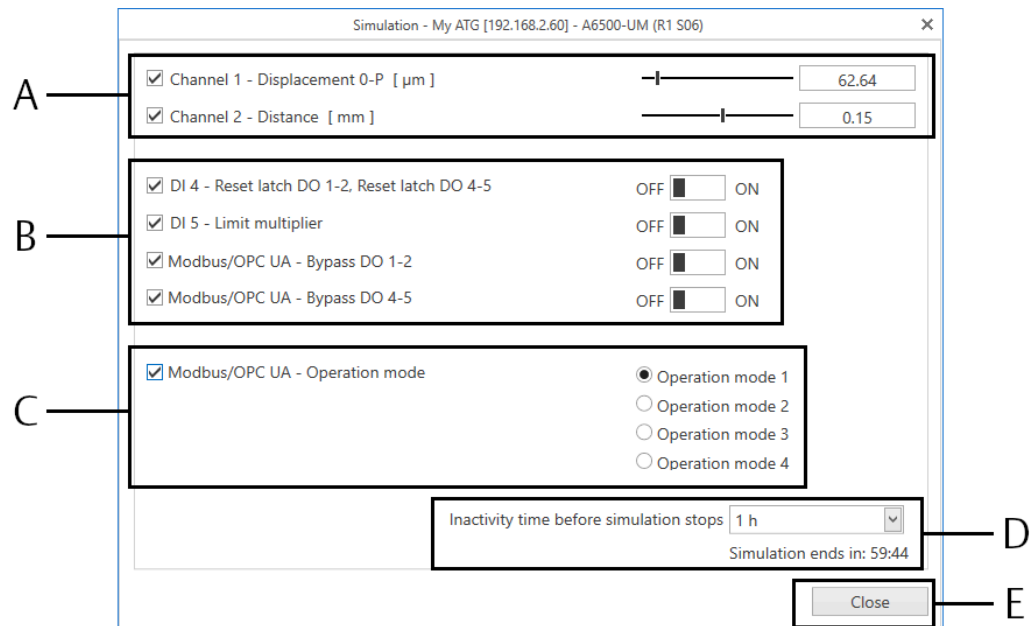 Simulation - My ATG [192.168.2.60] - A6500-UM (R1 S06)
A
Channel 1 - Displacement 0-P [ µm ] 62.64
Channel 2 - Distance [ mm ] 0.15
B
DI 4 - Reset latch DO 1-2, Reset latch DO 4-5 OFF ON
DI 5 - Limit multiplier OFF ON
Modbus/OPC UA - Bypass DO 1-2 OFF ON
Modbus/OPC UA - Bypass DO 4-5 OFF ON
C
Modbus/OPC UA - Operation mode Operation mode 1
Operation mode 2
Operation mode 3
Operation mode 4
Inactivity time before simulation stops 1 h
D
Simulation ends in: 59:44
Close E